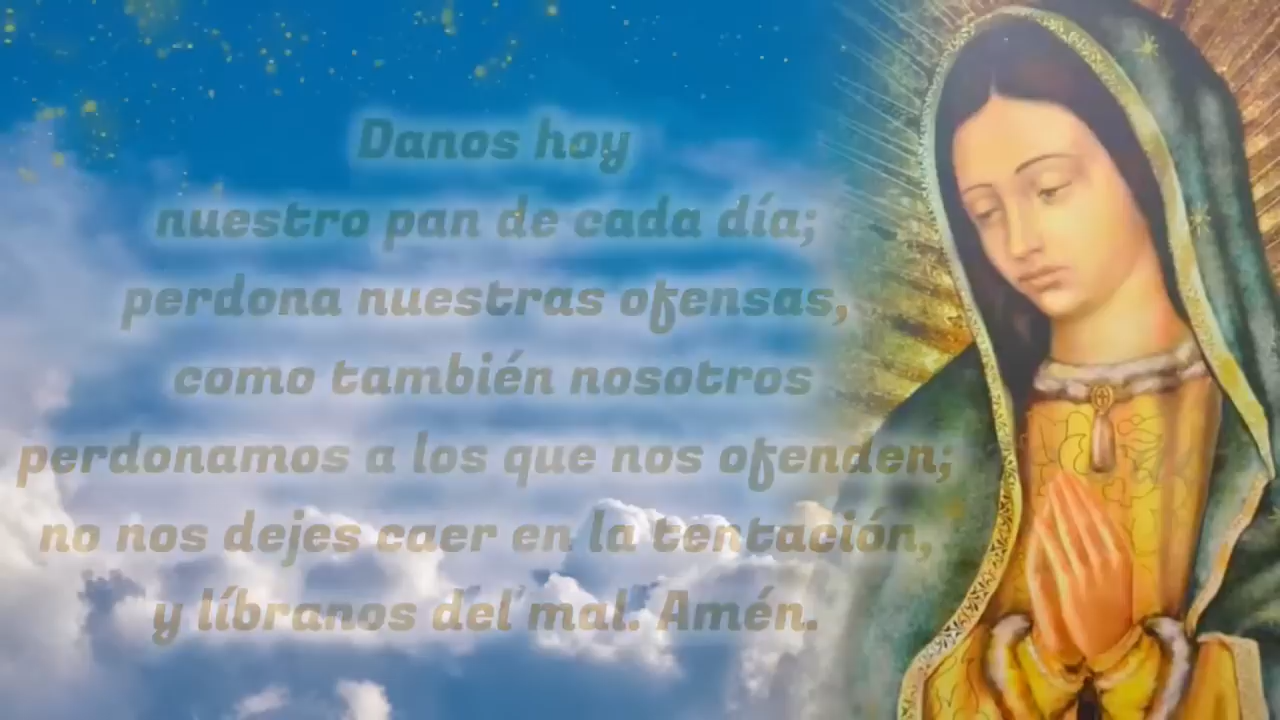 Danos hoy
nuestro pan de cada día;
perdona nuestras ofensas,
como también nosotros
perdonamos a los que nos ofenden;
no nos dejes caer en la tentación,
y líbranos del mal. Amén.